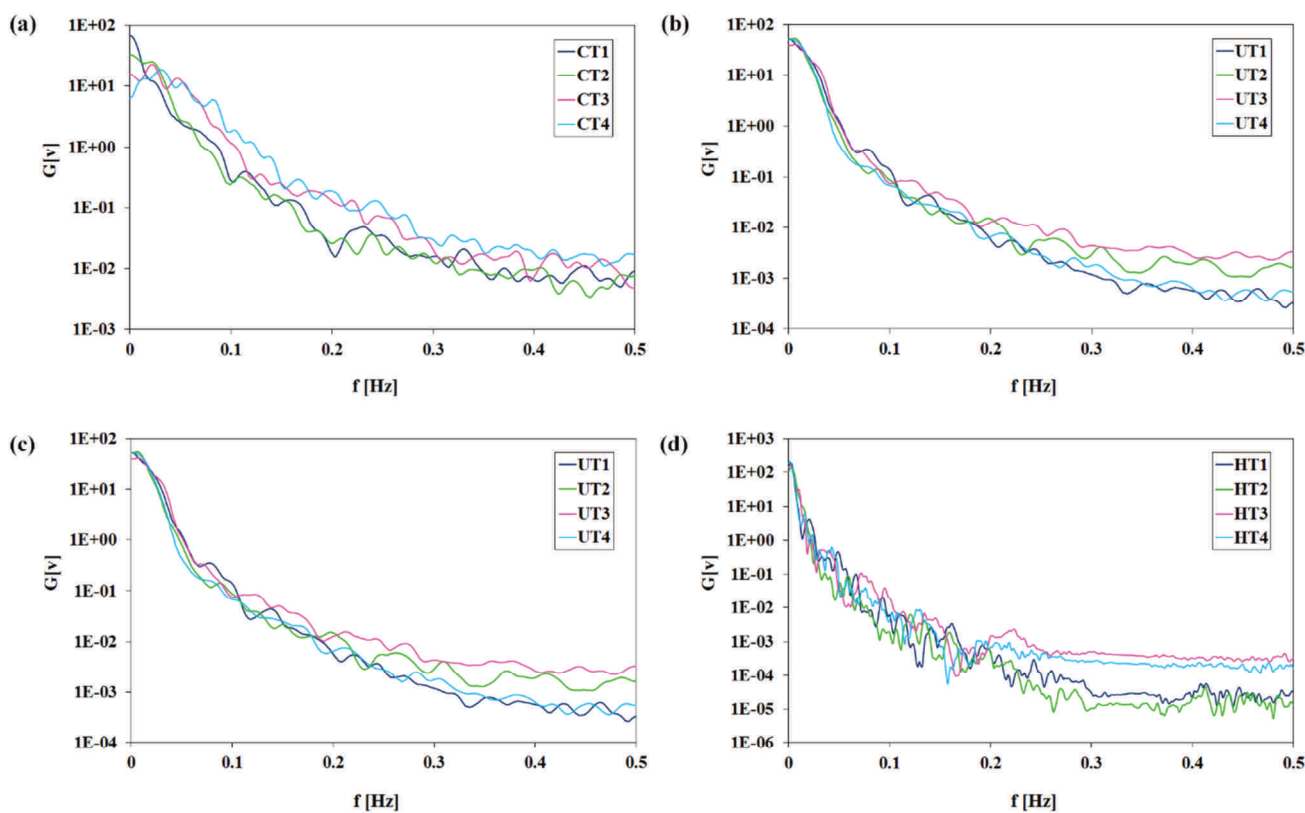 (a)
1E+02
1E+01
1E+00
1E-01
1E-02
1E-03
G[v]
0
0.1
0.2
0.3
0.4
0.5
f [Hz]
CT1
CT2
CT3
CT4
(b)
1E+02
1E+01
1E+00
1E-01
1E-02
1E-03
1E-04
G[v]
0
0.1
0.2
0.3
0.4
0.5
f [Hz]
UT1
UT2
UT3
UT4
(c)
1E+02
1E+01
1E+00
1E-01
1E-02
1E-03
1E-04
G[v]
0
0.1
0.2
0.3
0.4
0.5
f [Hz]
UT1
UT2
UT3
UT4
(d)
1E+03
1E+02
1E+01
1E+00
1E-01
1E-02
1E-03
1E-04
1E-05
1E-06
G[v]
0
0.1
0.2
0.3
0.4
0.5
f [Hz]
HT1
HT2
HT3
HT4